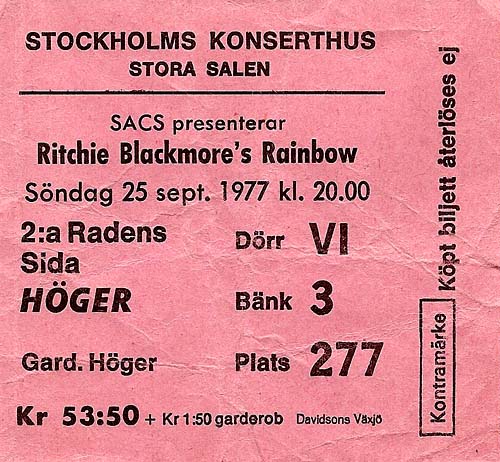 STOCKHOLMS KONSERTHUS
STORA SALEN
SACS presenterar
Ritchie Blackmore's Rainbow
Söndag 25 sept. 1977 kl. 20.00
2:a Radens
Sida
HÖGER
Gard. Höger
Dörr VI
Bänk 3
Plats 277
Kr 53:50 + Kr 1:50 garderob Davidsons Växjö
Kontramärke Köpt biljett återlöses ej